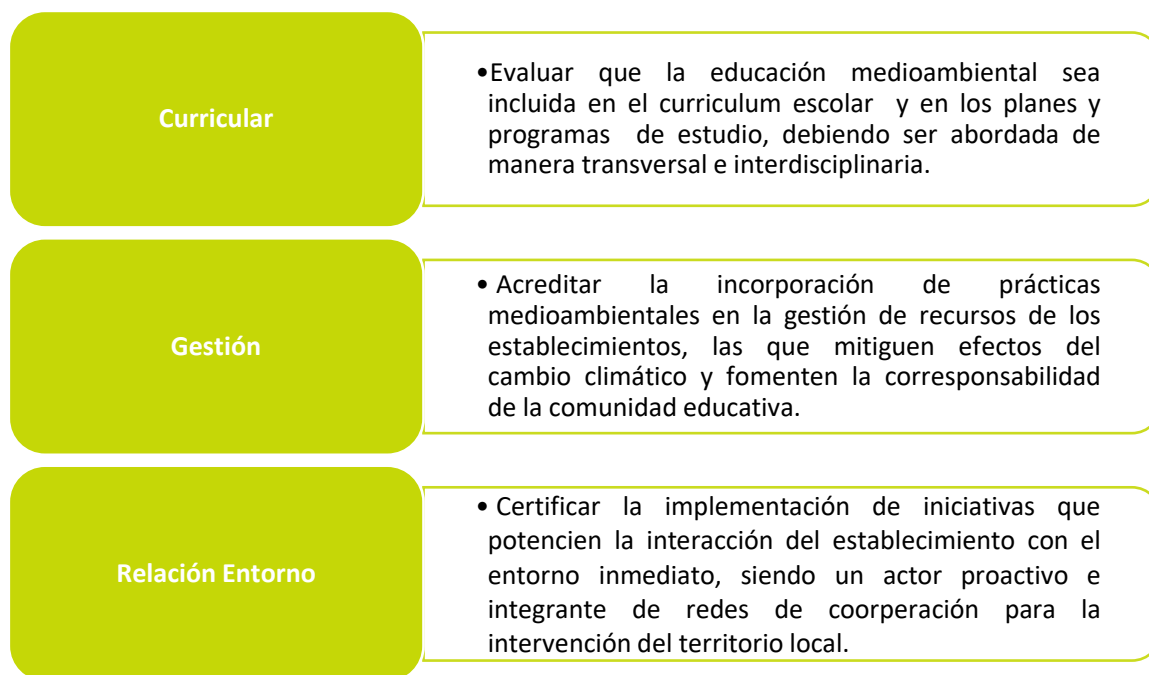 Curricular
•Evaluar que la educación medioambiental sea
incluida en el curriculum escolar y en los planes y
programas de estudio, debiendo ser abordada de
manera transversal e interdisciplinaria.
Gestión
• Acreditar la incorporación de prácticas
medioambientales en la gestión de recursos de los
establecimientos, las que mitiguen efectos del
cambio climático y fomenten la corresponsabilidad
de la comunidad educativa.
Relación Entorno
• Certificar la implementación de iniciativas que
potencien la interacción del establecimiento con el
entorno inmediato, siendo un actor proactivo e
integrante de redes de coorperación para la
intervención del territorio local.